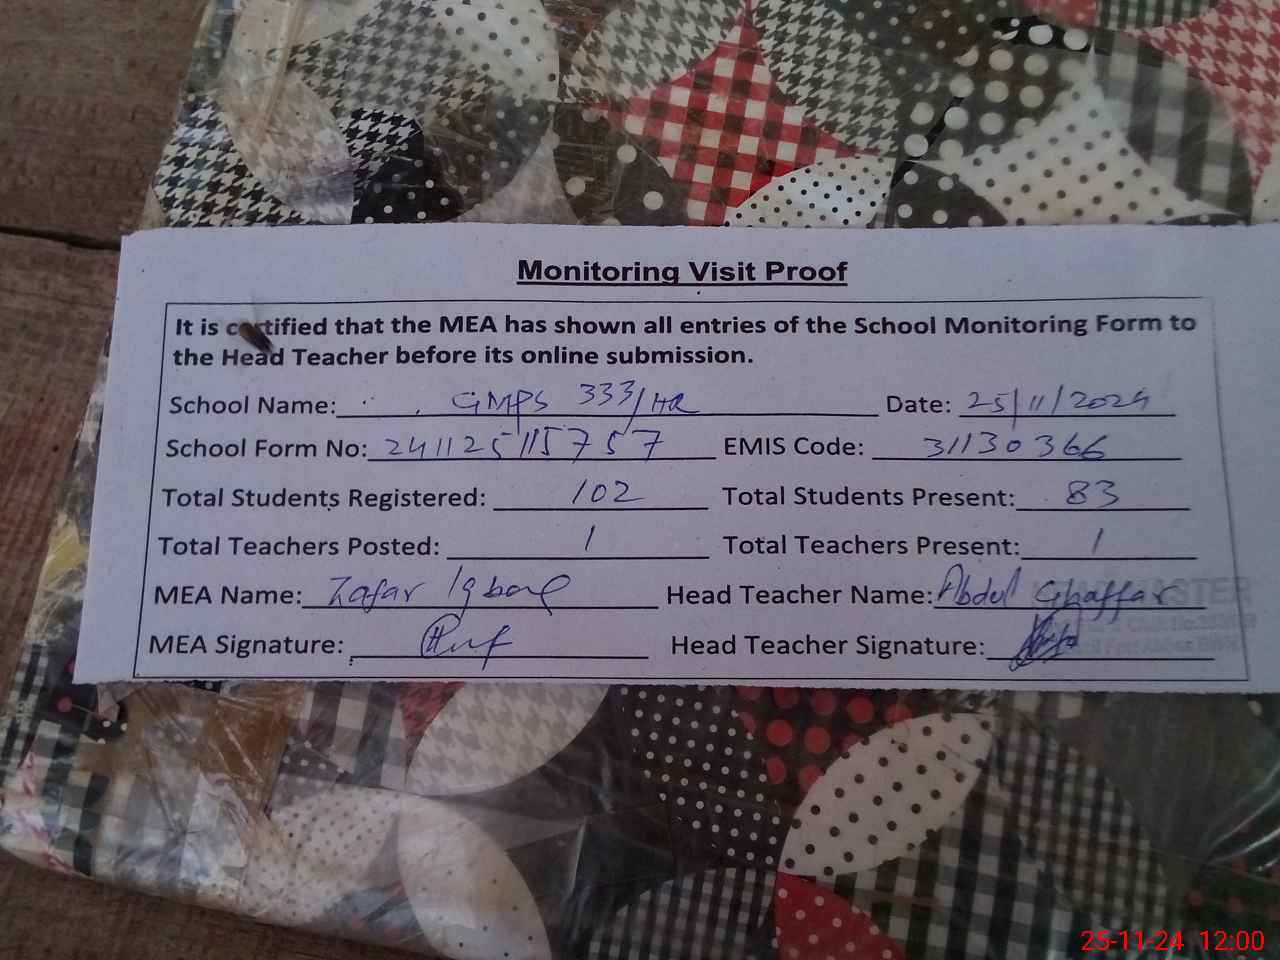 Monitoring Visit Proof
It is certified that the MEA has shown all entries of the School Monitoring Form to
the Head Teacher before its online submission.
School Name: GMPS 333/HR Date: 25/11/2024
School Form No: 241125115757 EMIS Code: 31130366
Total Students Registered: 102 Total Students Present: 83
Total Teachers Posted: 1 Total Teachers Present: 1
MEA Name: Zafar Iqbal Head Teacher Name: Abdul Ghaffar
MEA Signature: Head Teacher Signature:
25-11-24 12:00